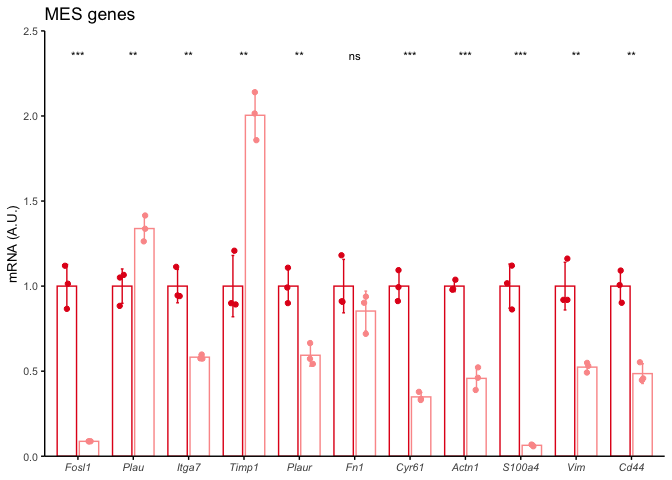 MES genes
2.5
*** ** ** ** ** ns *** *** *** ** **
2.0
1.5
mRNA (A.U.)
1.0
0.5
0.0
Fosl1 Plau Itga7 Timp1 Plaur Fn1 Cyr61 Actn1 S100a4 Vim Cd44